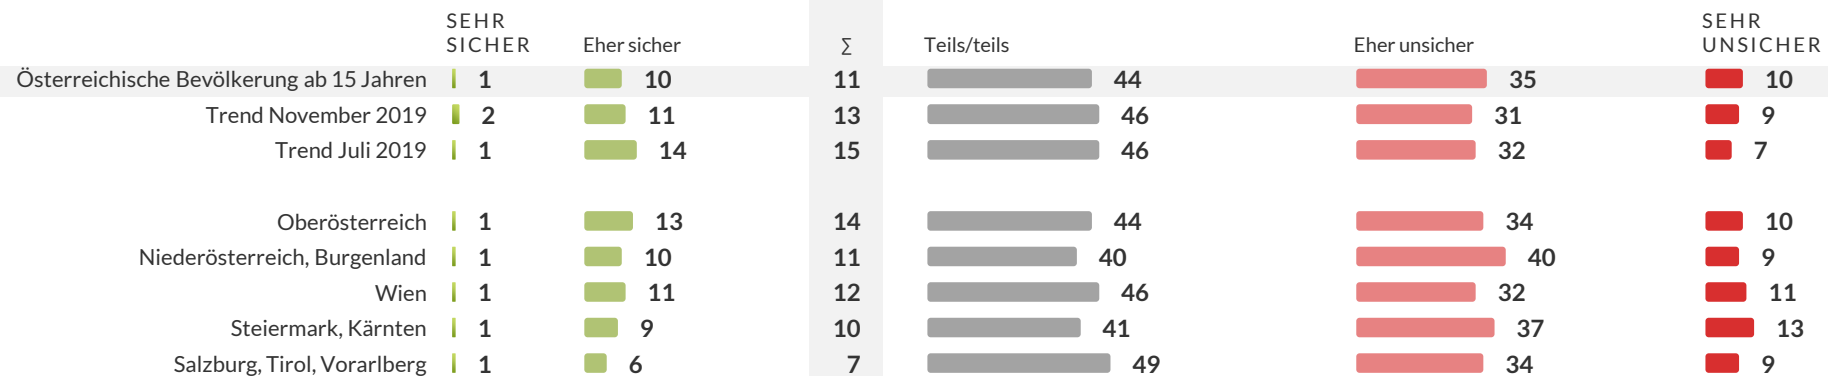 SEHR
SICHER Eher sicher ∑ Teils/teils Eher unsicher SEHR
UNSICHER
Österreichische Bevölkerung ab 15 Jahren 1 10 11 44 35 10
Trend November 2019 2 11 13 46 31 9
Trend Juli 2019 1 14 15 46 32 7
Oberösterreich 1 13 14 44 34 10
Niederösterreich, Burgenland 1 10 11 40 40 9
Wien 1 11 12 46 32 11
Steiermark, Kärnten 1 9 10 41 37 13
Salzburg, Tirol, Vorarlberg 1 6 7 49 34 9